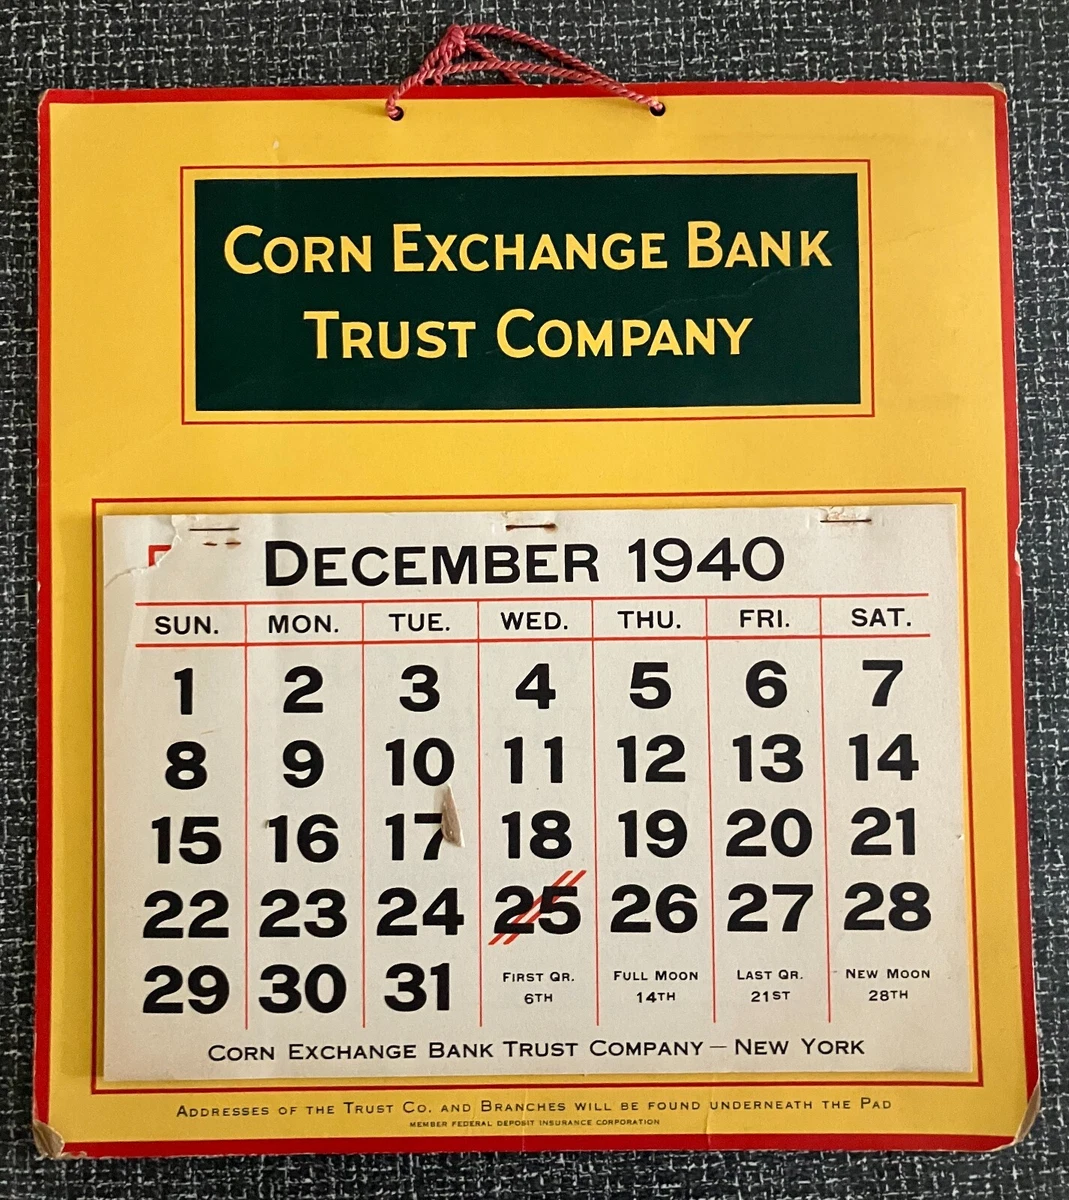 CORN EXCHANGE BANK
TRUST COMPANY
DECEMBER 1940
SUN. MON. TUE. WED. THU. FRI. SAT.
1 2 3 4 5 6 7
8 9 10 11 12 13 14
15 16 17 18 19 20 21
22 23 24 25 26 27 28
29 30 31 FIRST QR. 6TH FULL MOON 14TH LAST QR. 21ST NEW MOON 28TH
CORN EXCHANGE BANK TRUST COMPANY — NEW YORK
ADDRESSES OF THE TRUST CO. AND BRANCHES WILL BE FOUND UNDERNEATH THE PAD
MEMBER FEDERAL DEPOSIT INSURANCE CORPORATION